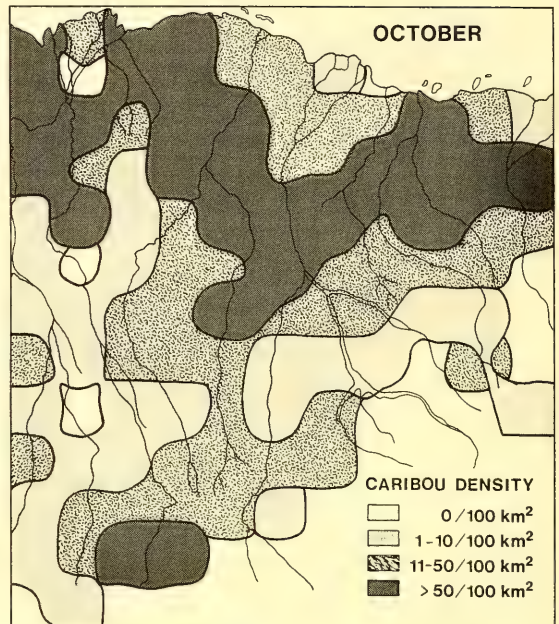 OCTOBER
CARIBOU DENSITY
0/100 km²
1-10/100 km²
11-50/100 km²
>50/100 km²